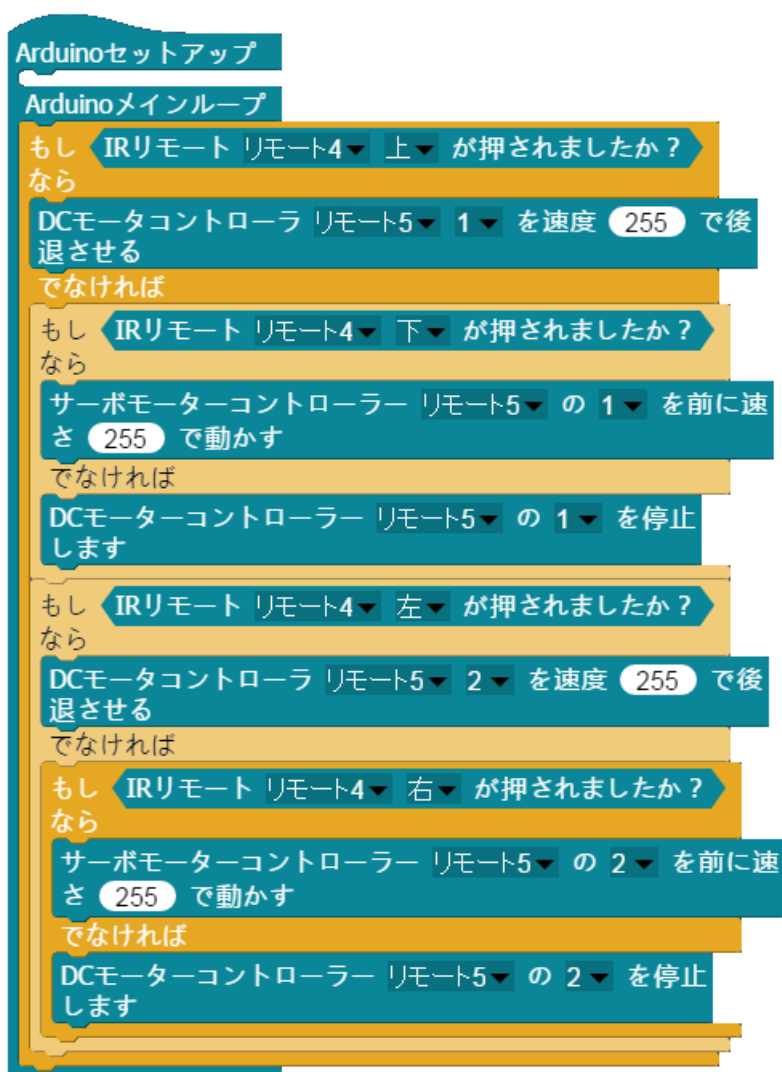 Arduinoセットアップ
Arduinoメインループ
もし IRリモート リモート4 上 が押されましたか？
なら
DCモータコントローラ リモート5 1 を速度 255 で後
退させる
でなければ
もし IRリモート リモート4 下 が押されましたか？
なら
サーボモーターコントローラー リモート5 の 1 を前に速
さ 255 で動かす
でなければ
DCモーターコントローラー リモート5 の 1 を停止
します
もし IRリモート リモート4 左 が押されましたか？
なら
DCモータコントローラ リモート5 2 を速度 255 で後
退させる
でなければ
もし IRリモート リモート4 右 が押されましたか？
なら
サーボモーターコントローラー リモート5 の 2 を前に速
さ 255 で動かす
でなければ
DCモーターコントローラー リモート5 の 2 を停止
します